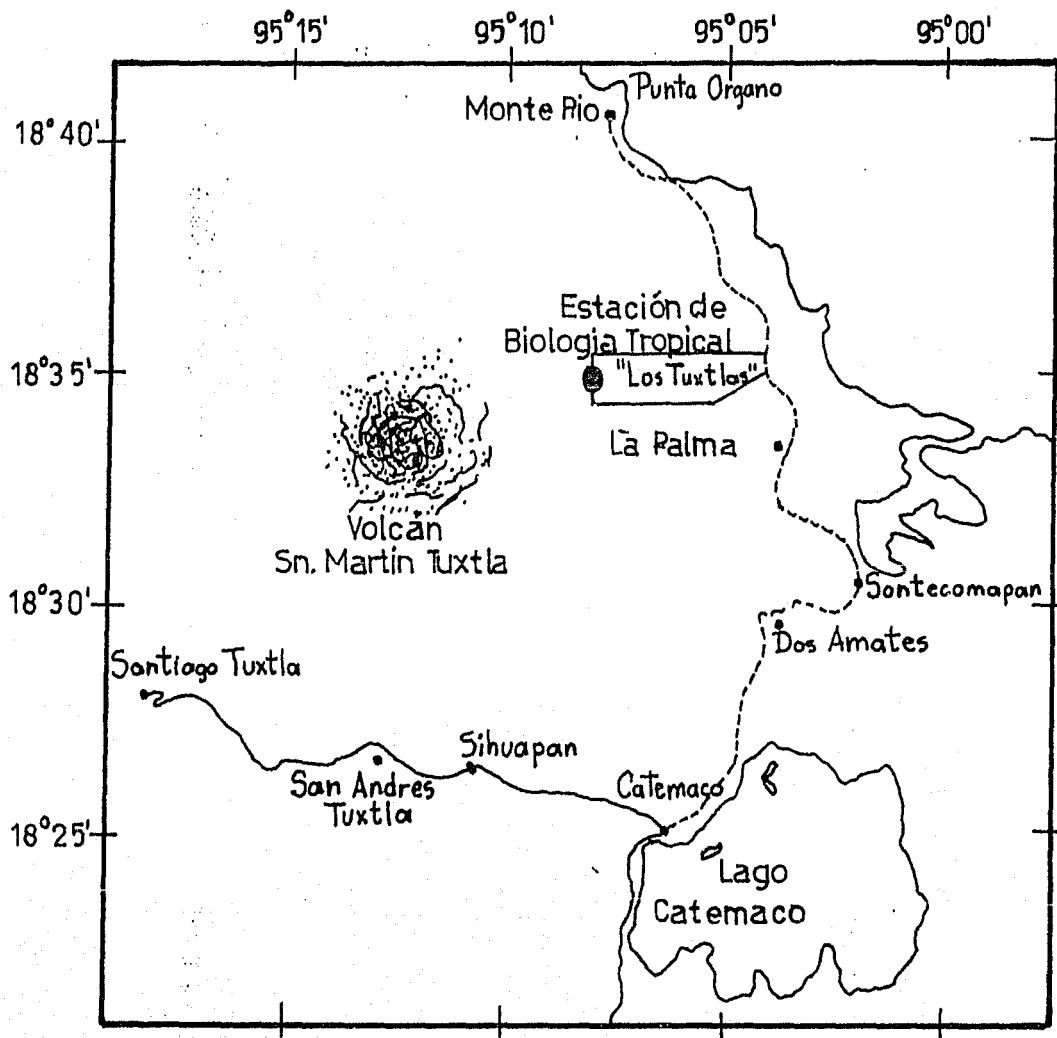 95°15' 95°10' 95°05' 95°00'
Punta Organo
Monte Rio
18°40'
Estación de
Biologia Tropical
18°35'
"Los Tuxtlas"
La Palma
Volcán
Sn. Martín Tuxtla
Sontecomapan
18°30'
Dos Amates
Santiago Tuxtla
Sihuapan
San Andres
Tuxtla
Catemaco
18°25'
Lago
Catemaco